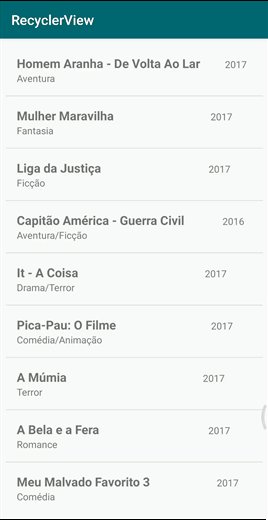 RecyclerView
Homem Aranha - De Volta Ao Lar 2017
Aventura
Mulher Maravilha 2017
Fantasia
Liga da Justiça 2017
Ficção
Capitão América - Guerra Civil 2016
Aventura/Ficção
It - A Coisa 2017
Drama/Terror
Pica-Pau: O Filme 2017
Comédia/Animação
A Múmia 2017
Terror
A Bela e a Fera 2017
Romance
Meu Malvado Favorito 3 2017
Comédia